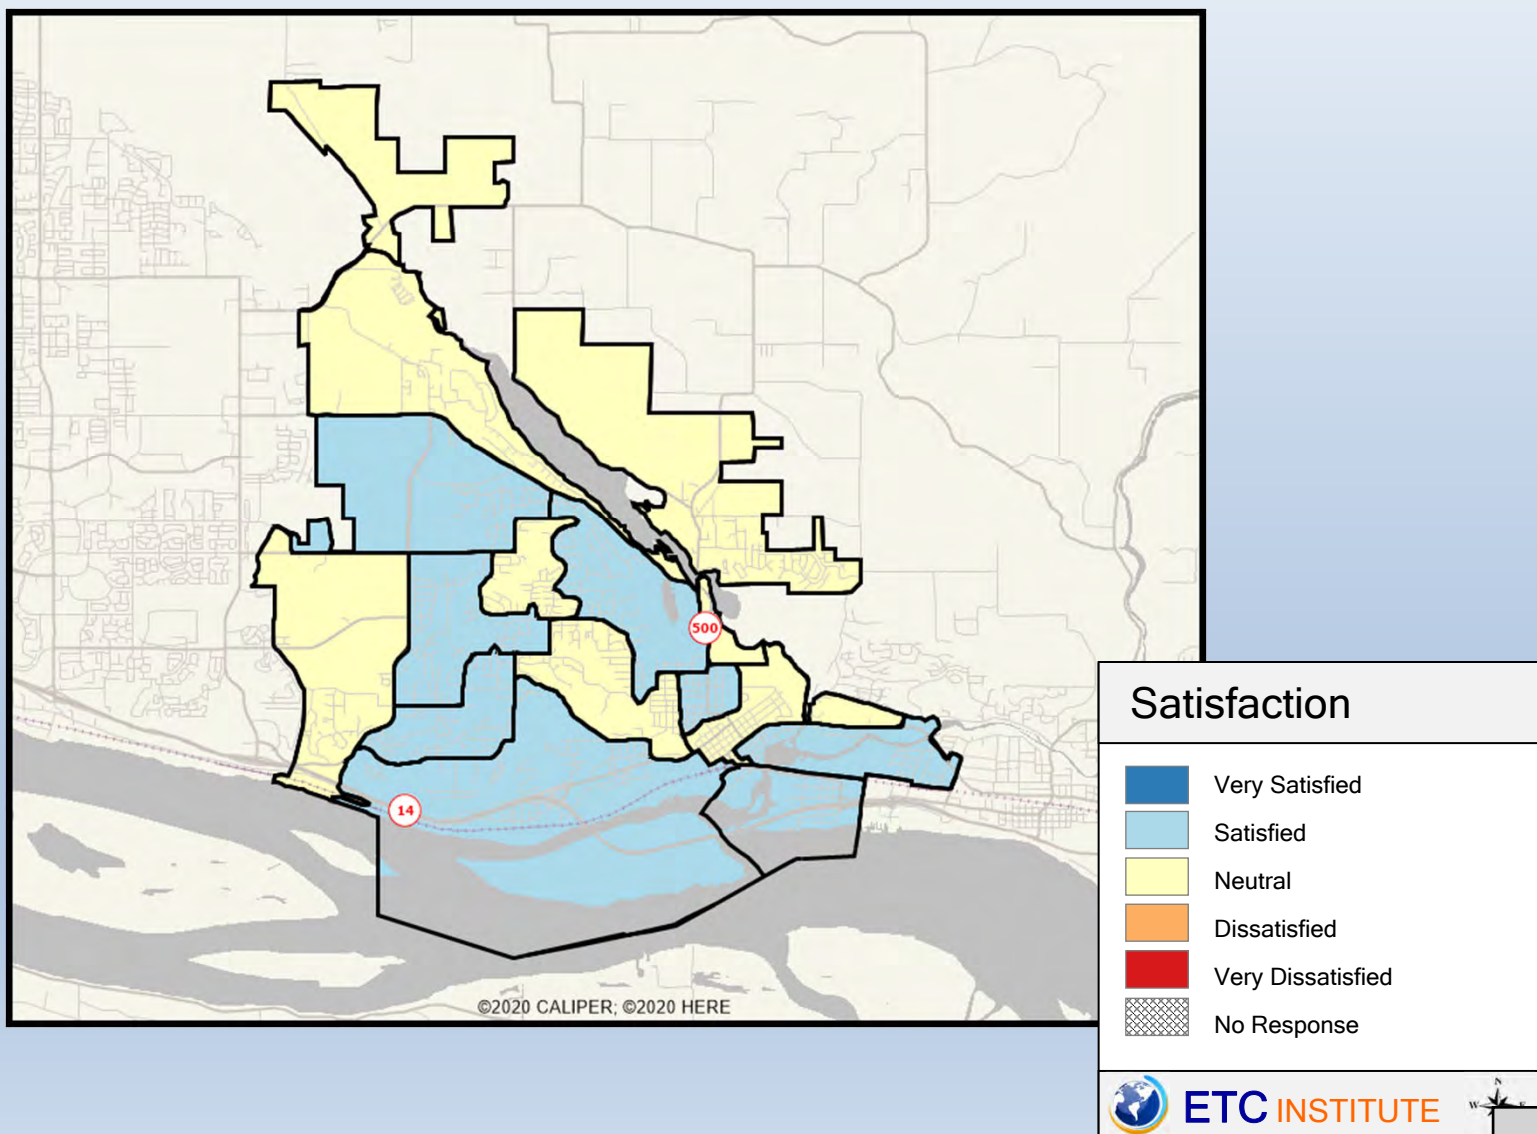 500
14
©2020 CALIPER; ©2020 HERE
Satisfaction
Very Satisfied
Satisfied
Neutral
Dissatisfied
Very Dissatisfied
No Response
ETC INSTITUTE
N
W E